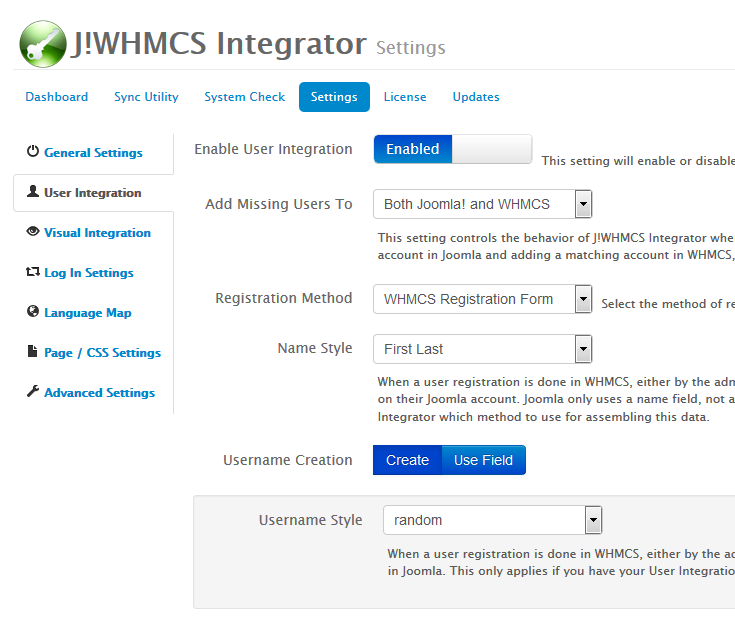 J!WHMCS Integrator Settings
Dashboard Sync Utility System Check Settings License Updates
General Settings
User Integration
Visual Integration
Log In Settings
Language Map
Page / CSS Settings
Advanced Settings
Enable User Integration Enabled This setting will enable or disable
Add Missing Users To Both Joomla! and WHMCS
This setting controls the behavior of J!WHMCS Integrator whe
account in Joomla and adding a matching account in WHMCS,
Registration Method WHMCS Registration Form Select the method of re
Name Style First Last
When a user registration is done in WHMCS, either by the adm
on their Joomla account. Joomla only uses a name field, not a
Integrator which method to use for assembling this data.
Username Creation Create Use Field
Username Style random
When a user registration is done in WHMCS, either by the ad
in Joomla. This only applies if you have your User Integratio